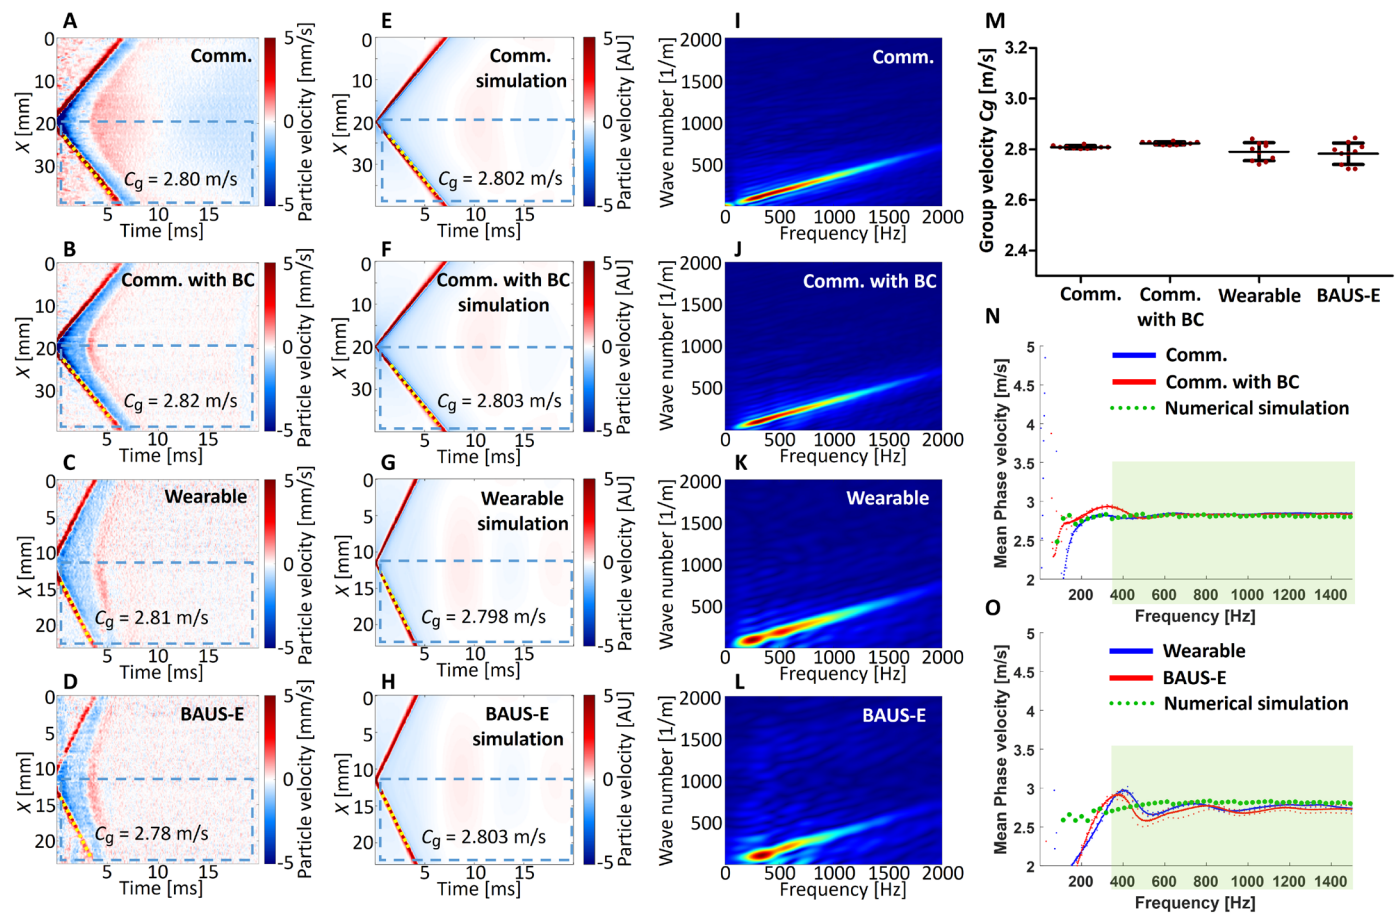 A
Comm.
0
10
20
30
X [mm]
5
10
15
Time [ms]
5
0
-5
Particle velocity [mm/s]
Cg = 2.80 m/s
B
Comm. with BC
0
10
20
30
X [mm]
5
10
15
Time [ms]
5
0
-5
Particle velocity [mm/s]
Cg = 2.82 m/s
C
Wearable
0
5
10
15
20
X [mm]
5
10
15
Time [ms]
5
0
-5
Particle velocity [mm/s]
Cg = 2.81 m/s
D
BAUS-E
0
5
10
15
20
X [mm]
5
10
15
Time [ms]
5
0
-5
Particle velocity [mm/s]
Cg = 2.78 m/s
E
Comm.
simulation
0
10
20
30
X [mm]
5
10
15
Time [ms]
5
0
-5
Particle velocity [AU]
Cg = 2.802 m/s
F
Comm. with BC
simulation
0
10
20
30
X [mm]
5
10
15
Time [ms]
5
0
-5
Particle velocity [AU]
Cg = 2.803 m/s
G
Wearable
simulation
0
5
10
15
20
X [mm]
5
10
15
Time [ms]
5
0
-5
Particle velocity [AU]
Cg = 2.798 m/s
H
BAUS-E
simulation
0
5
10
15
20
X [mm]
5
10
15
Time [ms]
5
0
-5
Particle velocity [AU]
Cg = 2.803 m/s
I
Comm.
2000
1500
1000
500
Wave number [1/m]
0
500
1000
1500
2000
Frequency [Hz]
J
Comm. with BC
2000
1500
1000
500
Wave number [1/m]
0
500
1000
1500
2000
Frequency [Hz]
K
Wearable
2000
1500
1000
500
Wave number [1/m]
0
500
1000
1500
2000
Frequency [Hz]
L
BAUS-E
2000
1500
1000
500
Wave number [1/m]
0
500
1000
1500
2000
Frequency [Hz]
M
3.2
3.0
2.8
2.6
2.4
Group velocity Cg [m/s]
Comm.
Comm.
with BC
Wearable
BAUS-E
N
Comm.
Comm. with BC
Numerical simulation
5
4.5
4
3.5
3
2.5
2
Mean Phase velocity [m/s]
200
400
600
800
1000
1200
1400
Frequency [Hz]
O
Wearable
BAUS-E
Numerical simulation
5
4.5
4
3.5
3
2.5
2
Mean Phase velocity [m/s]
200
400
600
800
1000
1200
1400
Frequency [Hz]